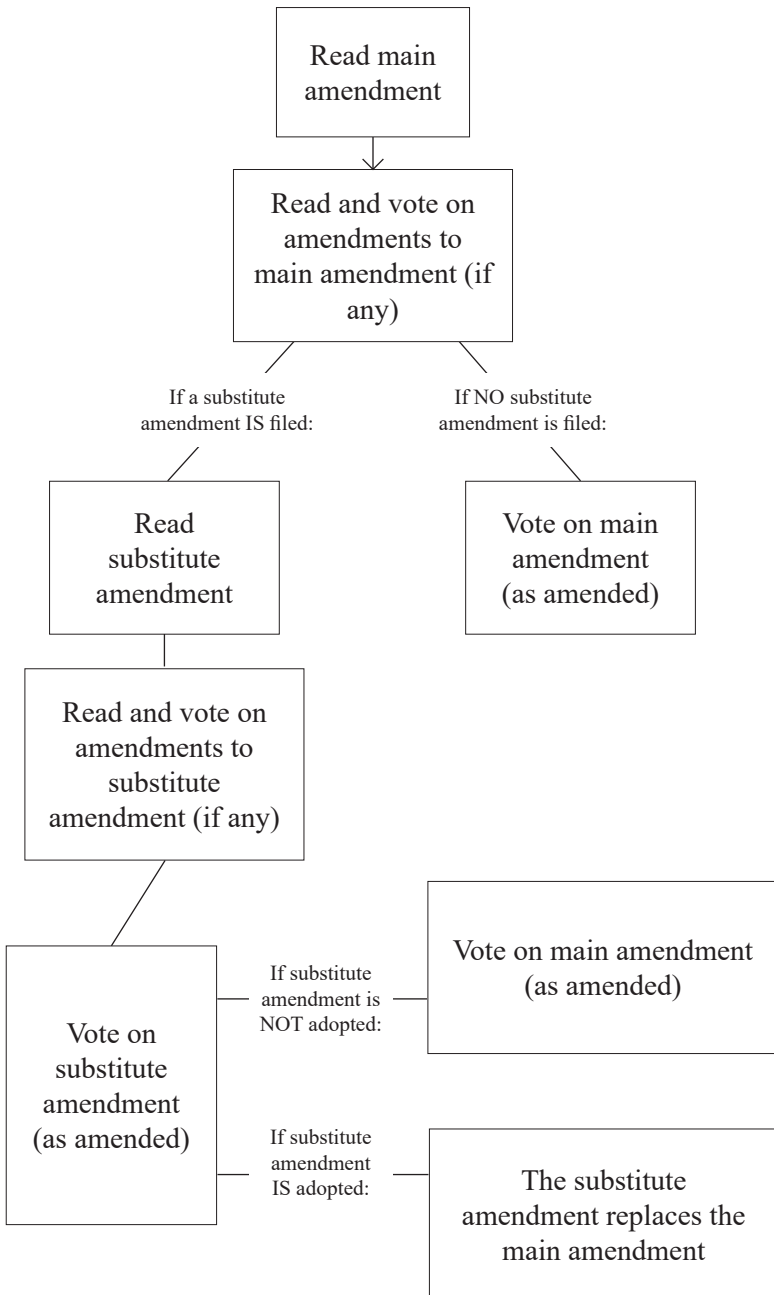 Read main
amendment
Read and vote on
amendments to
main amendment (if
any)
If a substitute
amendment IS filed:
If NO substitute
amendment is filed:
Read
substitute
amendment
Vote on main
amendment
(as amended)
Read and vote on
amendments to
substitute
amendment (if any)
Vote on
substitute
amendment
(as amended)
If substitute
amendment is
NOT adopted:
Vote on main amendment
(as amended)
If substitute
amendment
IS adopted:
The substitute
amendment replaces the
main amendment